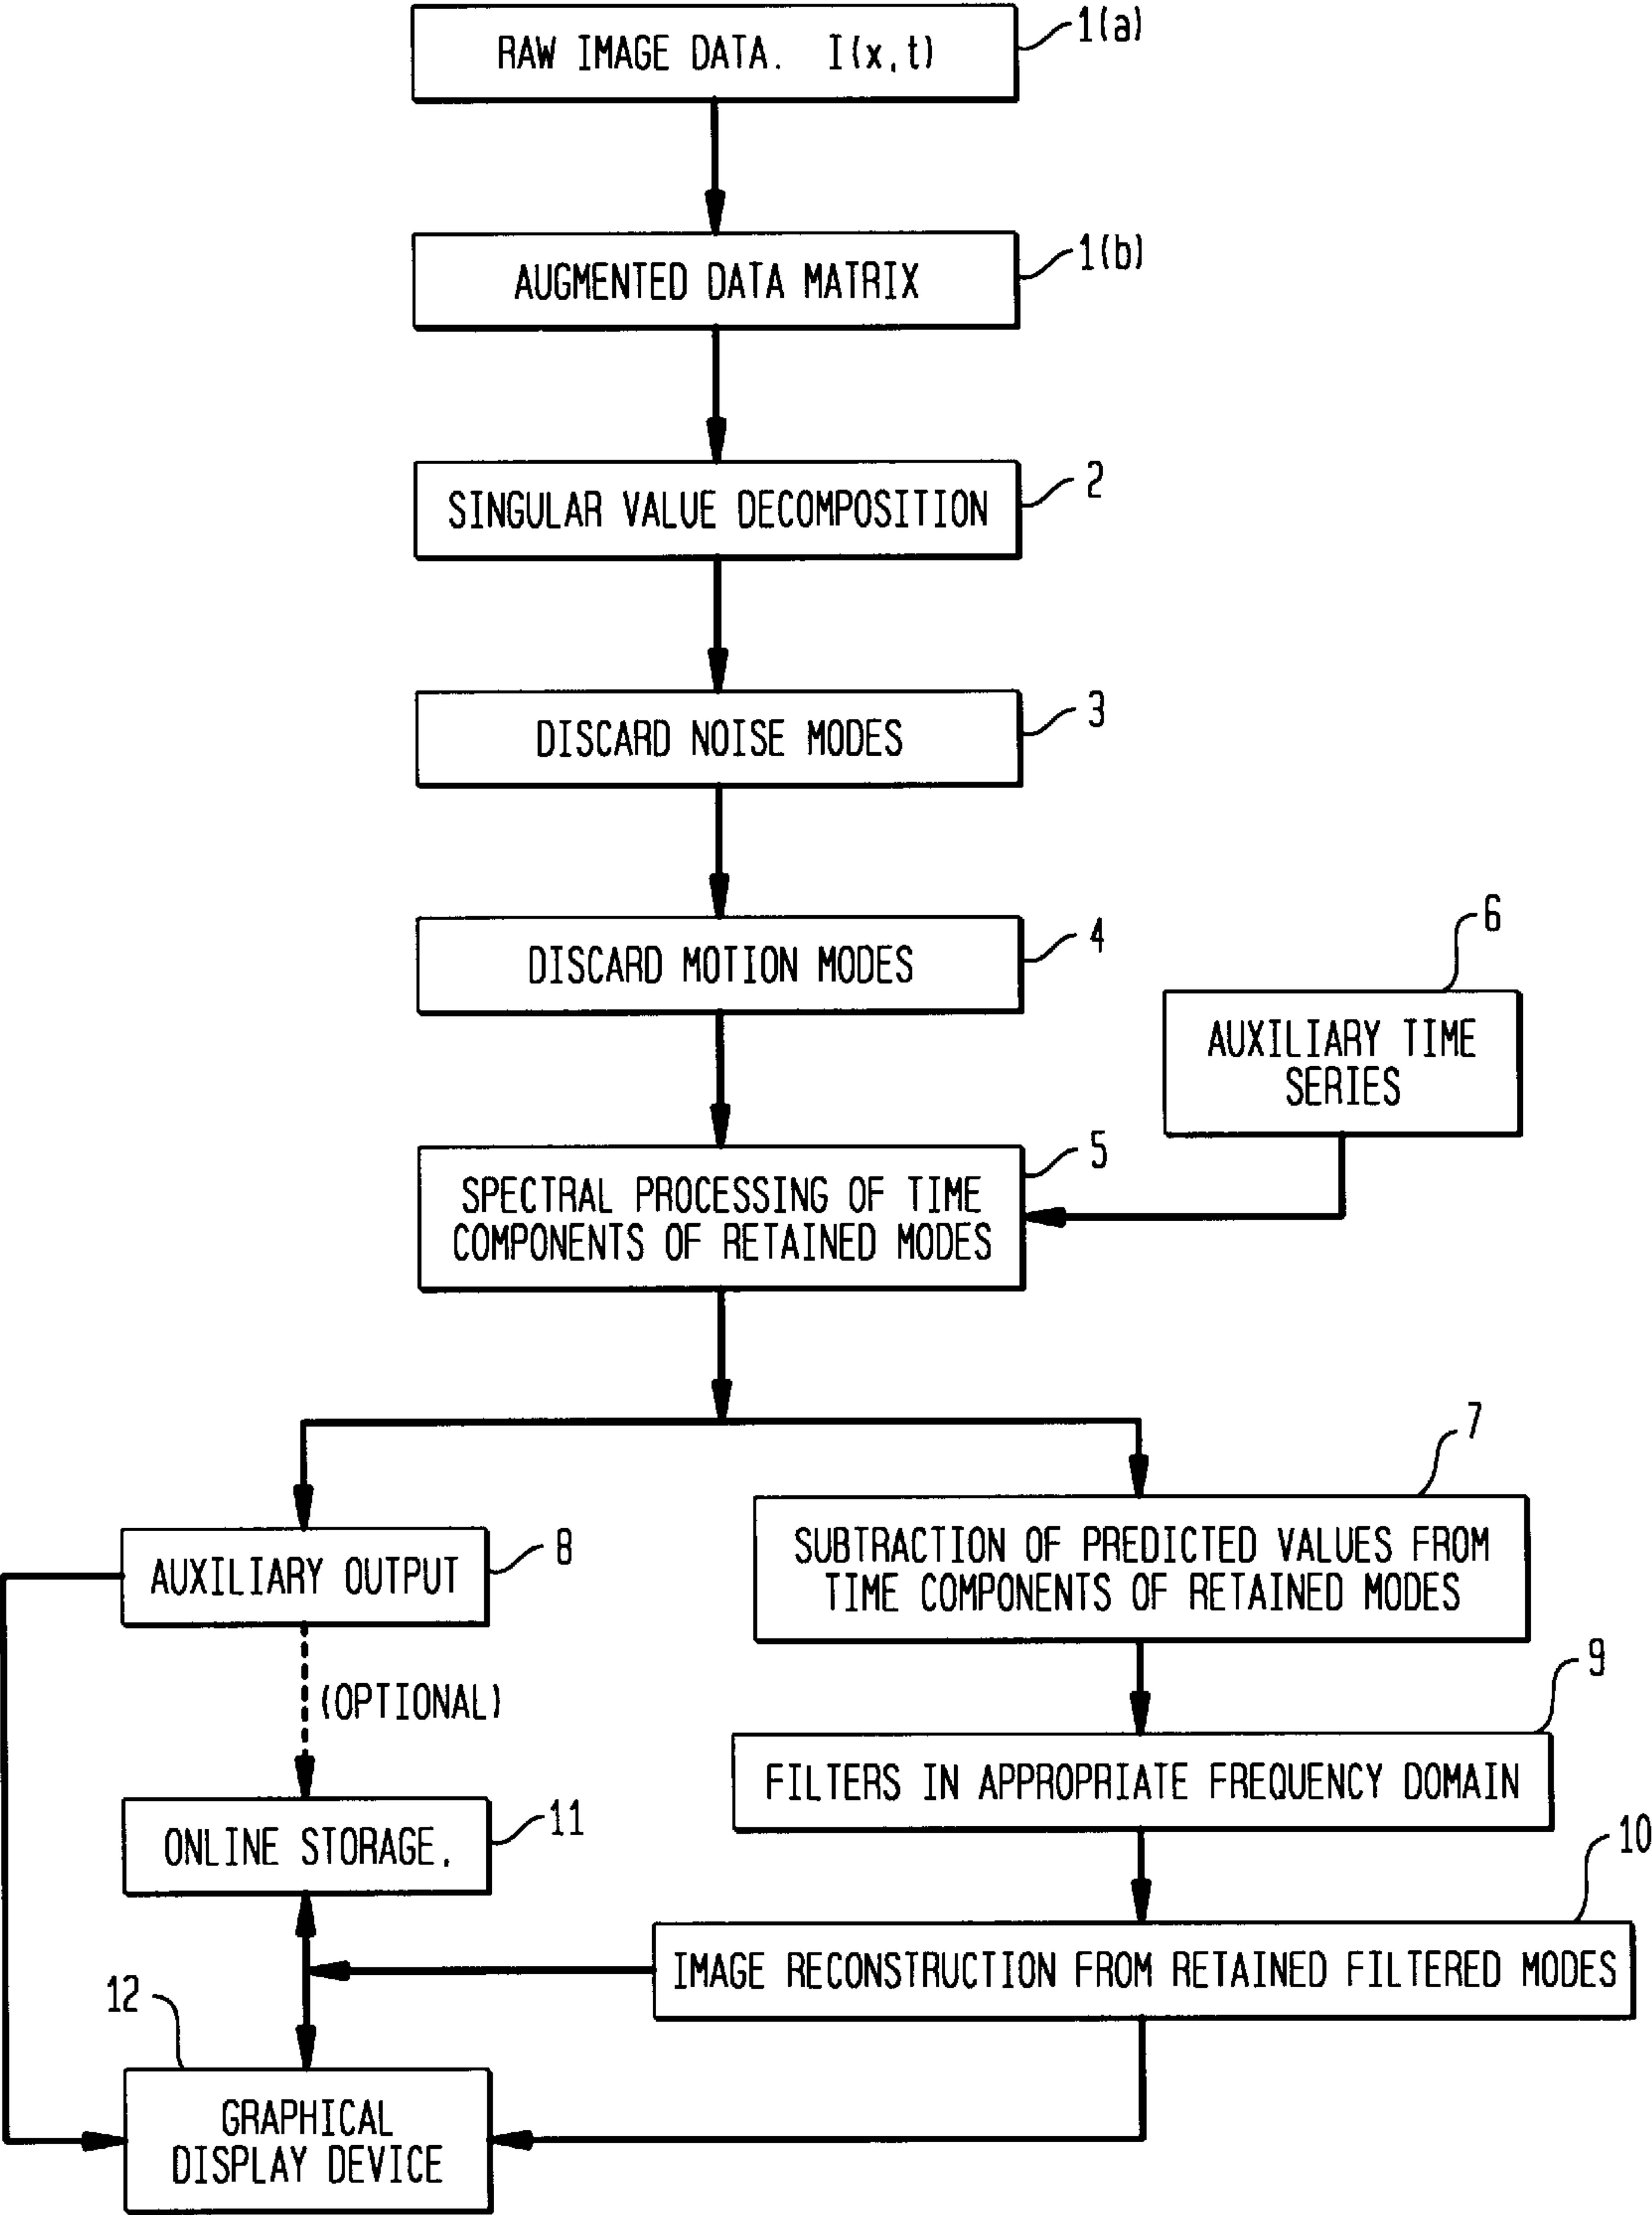 RAW IMAGE DATA. I(x,t)
1(a)
AUGMENTED DATA MATRIX
1(b)
SINGULAR VALUE DECOMPOSITION
2
DISCARD NOISE MODES
3
DISCARD MOTION MODES
4
6
AUXILIARY TIME
SERIES
5
SPECTRAL PROCESSING OF TIME
COMPONENTS OF RETAINED MODES
7
AUXILIARY OUTPUT
8
SUBTRACTION OF PREDICTED VALUES FROM
TIME COMPONENTS OF RETAINED MODES
(OPTIONAL)
9
FILTERS IN APPROPRIATE FREQUENCY DOMAIN
ONLINE STORAGE.
11
10
IMAGE RECONSTRUCTION FROM RETAINED FILTERED MODES
12
GRAPHICAL
DISPLAY DEVICE